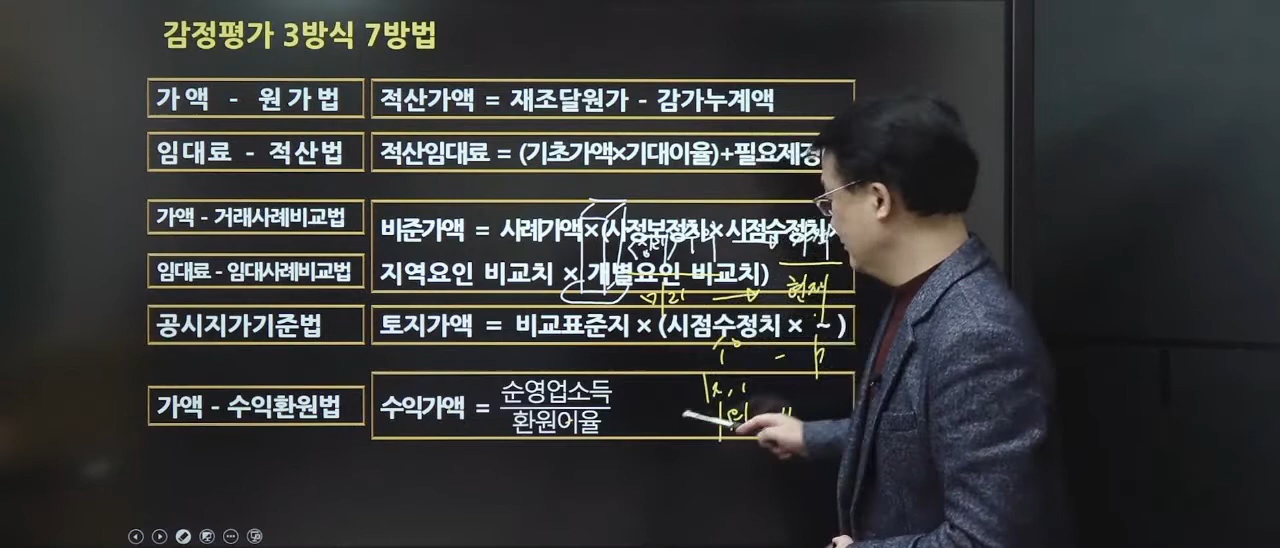 감정평가 3방식 7방법
가액 - 원가법
적산가액 = 재조달원가 - 감가누계액
임대료 - 적산법
적산임대료 = (기초가액×기대이율)+필요제경
가액 - 거래사례비교법
비준가액 = 사례가액×(사정보정치×시점수정치×
임대료 - 임대사례비교법
지역요인 비교치 × 개별요인 비교치)
현재
공시지가기준법
토지가액 = 비교표준지 × (시점수정치 × ~ )
가액 - 수익환원법
수익가액 = 순영업소득
환원이율